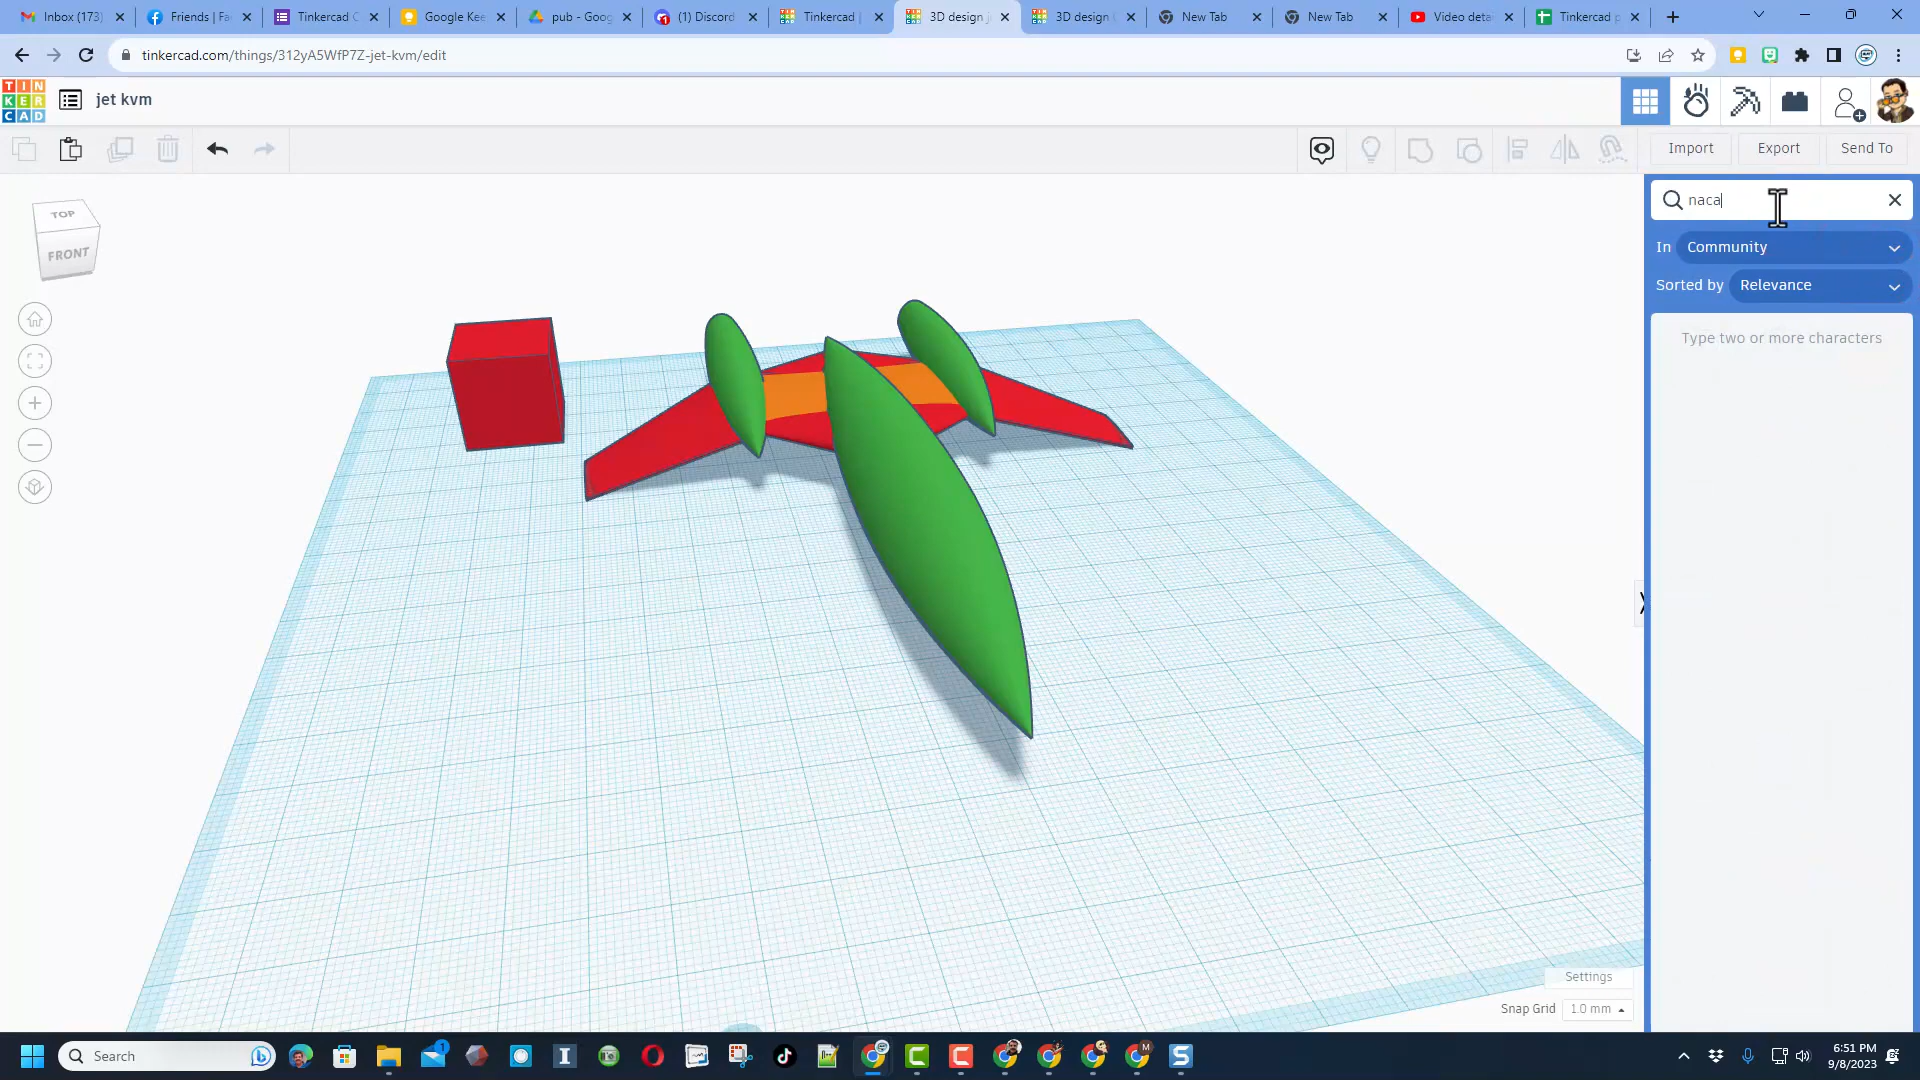 Inbox (173)
Friends | Fa
Tinkercad C
Google Kee
pub - Goog
(1) Discord
Tinkercad |
3D design j
3D design
New Tab
New Tab
Video deta
Tinkercad p
tinkercad.com/things/312yA5WfP7Z-jet-kvm/edit
TIN
KER
CAD
jet kvm
Import
Export
Send To
naca
In
Community
Sorted by
Relevance
Type two or more characters
TOP
FRONT
Settings
Snap Grid
1.0 mm
Search
1
M
6:51 PM
9/8/2023